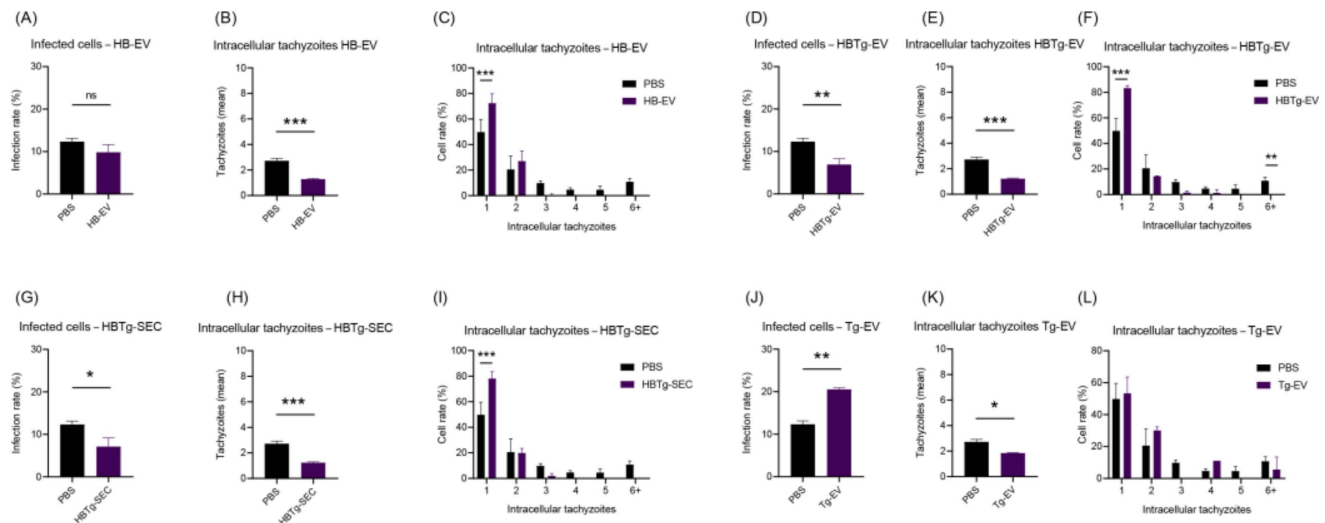 (A)
Infected cells – HB-EV
Infection rate (%)
30
20
10
0
ns
PBS
HB-EV
(B)
Intracellular tachyzoites HB-EV
Tachyzoites (mean)
10
8
6
4
2
0
***
PBS
HB-EV
(C)
Intracellular tachyzoites – HB-EV
Cell rate (%)
100
80
60
40
20
0
***
PBS
HB-EV
1 2 3 4 5 6+
Intracellular tachyzoites
(D)
Infected cells – HBTg-EV
Infection rate (%)
30
20
10
0
**
PBS
HBTg-EV
(E)
Intracellular tachyzoites HBTg-EV
Tachyzoites (mean)
10
8
6
4
2
0
***
PBS
HBTg-EV
(F)
Intracellular tachyzoites – HBTg-EV
Cell rate (%)
100
80
60
40
20
0
***
**
PBS
HBTg-EV
1 2 3 4 5 6+
Intracellular tachyzoites
(G)
Infected cells – HBTg-SEC
Infection rate (%)
30
20
10
0
*
PBS
HBTg-SEC
(H)
Intracellular tachyzoites – HBTg-SEC
Tachyzoites (mean)
10
8
6
4
2
0
***
PBS
HBTg-SEC
(I)
Intracellular tachyzoites – HBTg-SEC
Cell rate (%)
100
80
60
40
20
0
***
PBS
HBTg-SEC
1 2 3 4 5 6+
Intracellular tachyzoites
(J)
Infected cells – Tg-EV
Infection rate (%)
30
20
10
0
**
PBS
Tg-EV
(K)
Intracellular tachyzoites Tg-EV
Tachyzoites (mean)
10
8
6
4
2
0
*
PBS
Tg-EV
(L)
Intracellular tachyzoites – Tg-EV
Cell rate (%)
80
60
40
20
0
PBS
Tg-EV
1 2 3 4 5 6+
Intracellular tachyzoites